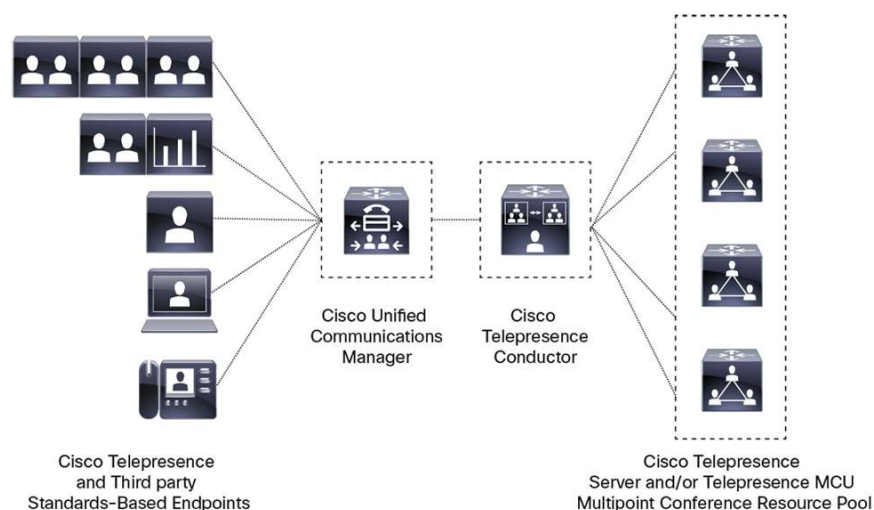 Cisco Unified
Communications
Manager
Cisco
Telepresence
Conductor
Cisco Telepresence
and Third party
Standards-Based Endpoints
Cisco Telepresence
Server and/or Telepresence MCU
Multipoint Conference Resource Pool